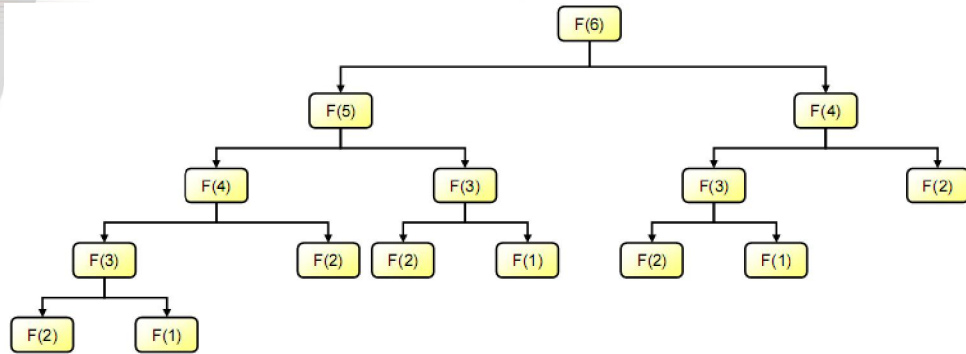 F(6)
F(5) F(4)
F(4) F(3) F(3) F(2)
F(3) F(2) F(2) F(1) F(2) F(1)
F(2) F(1)